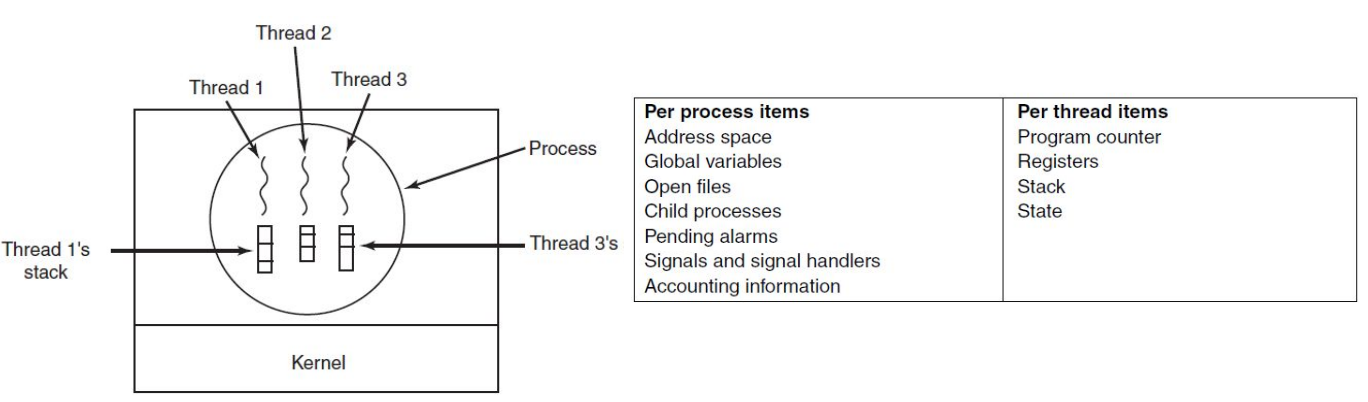 Thread 2
Thread 1
Thread 3
Process
Thread 1's
stack
Thread 3's
Kernel
Per process items
Address space
Global variables
Open files
Child processes
Pending alarms
Signals and signal handlers
Accounting information
Per thread items
Program counter
Registers
Stack
State